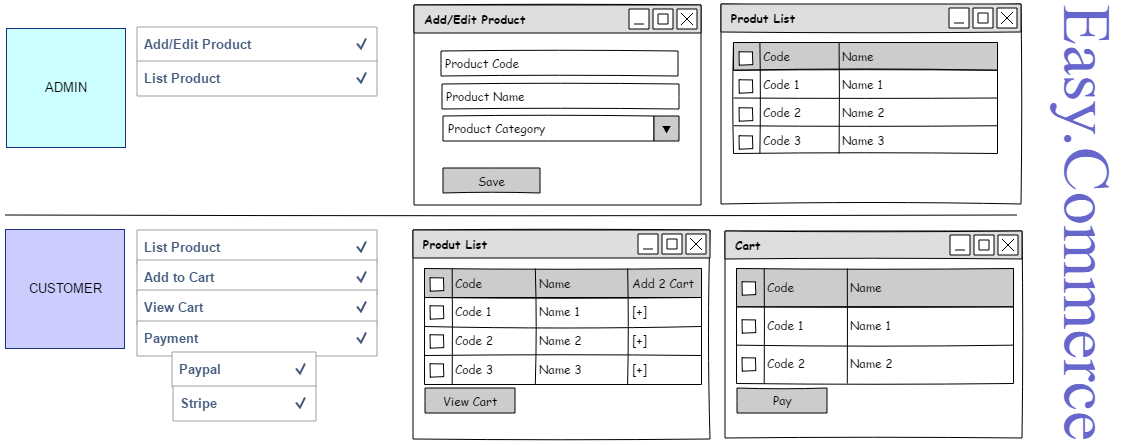 ADMIN
Add/Edit Product
List Product
Add/Edit Product
Product Code
Product Name
Product Category
Save
Produt List
Code Name
Code 1 Name 1
Code 2 Name 2
Code 3 Name 3
CUSTOMER
List Product
Add to Cart
View Cart
Payment
Paypal
Stripe
Produt List
Code Name Add 2 Cart
Code 1 Name 1 [+]
Code 2 Name 2 [+]
Code 3 Name 3 [+]
View Cart
Cart
Code Name
Code 1 Name 1
Code 2 Name 2
Pay
Easy.Commerce